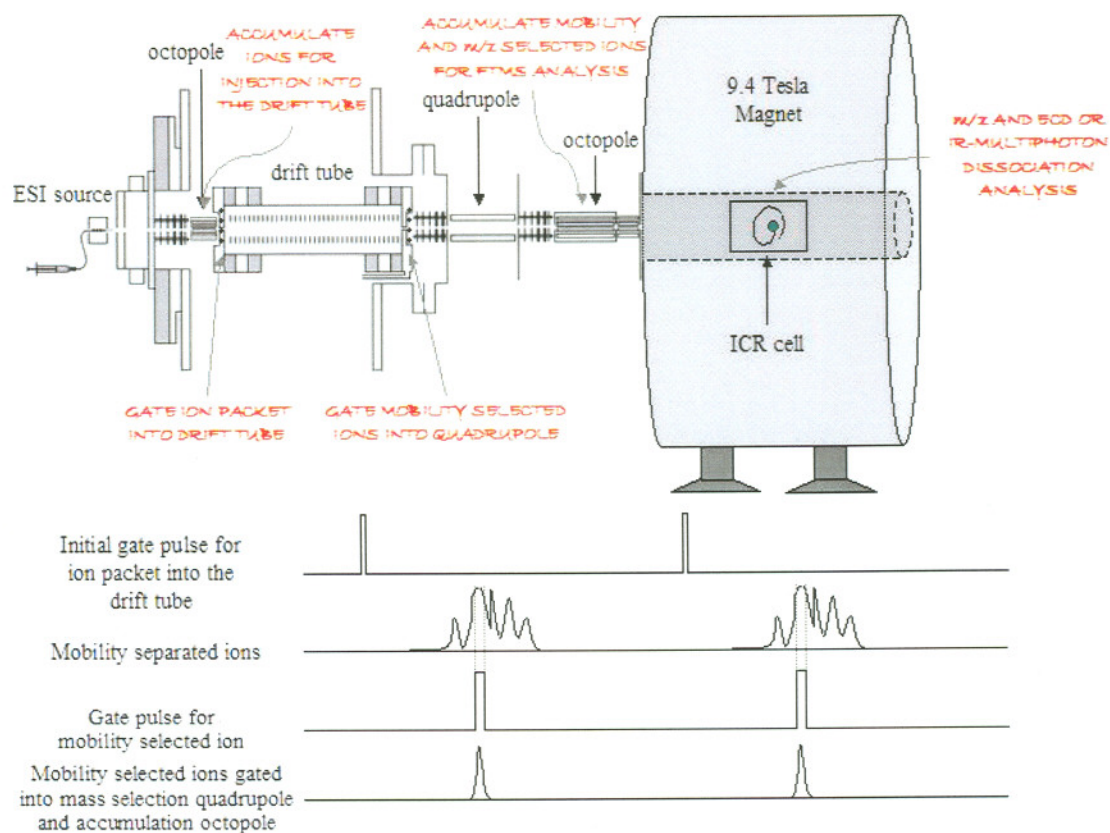 ACCUMULATE
IONS FOR
INJECTION INTO
THE DRIFT TUBE
octopole
ACCUMULATE MOBILITY
AND m/z SELECTED IONS
FOR FTMS ANALYSIS
quadrupole
octopole
9.4 Tesla
Magnet
m/z AND ECD OR
IR-MULTIPHOTON
DISSOCIATION
ANALYSIS
ESI source
drift tube
ICR cell
GATE ION PACKET
INTO DRIFT TUBE
GATE MOBILITY SELECTED
IONS INTO QUADRUPOLE
Initial gate pulse for
ion packet into the
drift tube
Mobility separated ions
Gate pulse for
mobility selected ion
Mobility selected ions gated
into mass selection quadrupole
and accumulation octopole